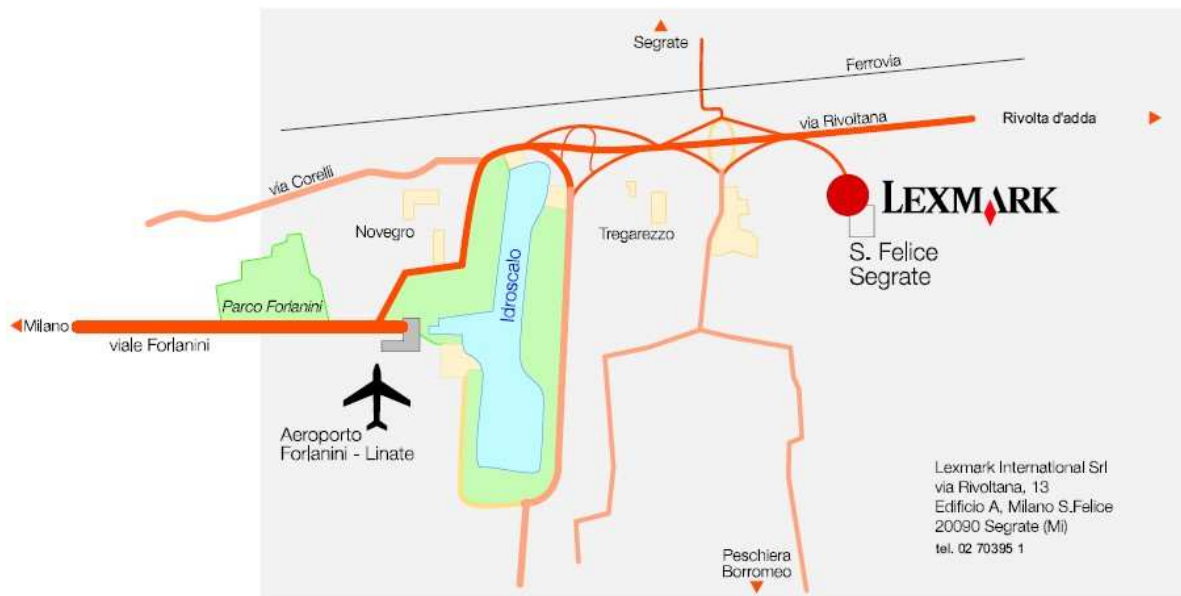 Segrate
Ferrovia
via Rivoltana
Rivolta d'adda
via Corelli
LEXMARK
Novegro
Tregarezzo
S. Felice
Segrate
Idroscalo
Parco Forlanini
Milano
viale Forlanini
Aeroporto
Forlanini - Linate
Lexmark International Srl
via Rivoltana, 13
Edificio A, Milano S.Felice
20090 Segrate (Mi)
tel. 02 70395 1
Peschiera
Borromeo